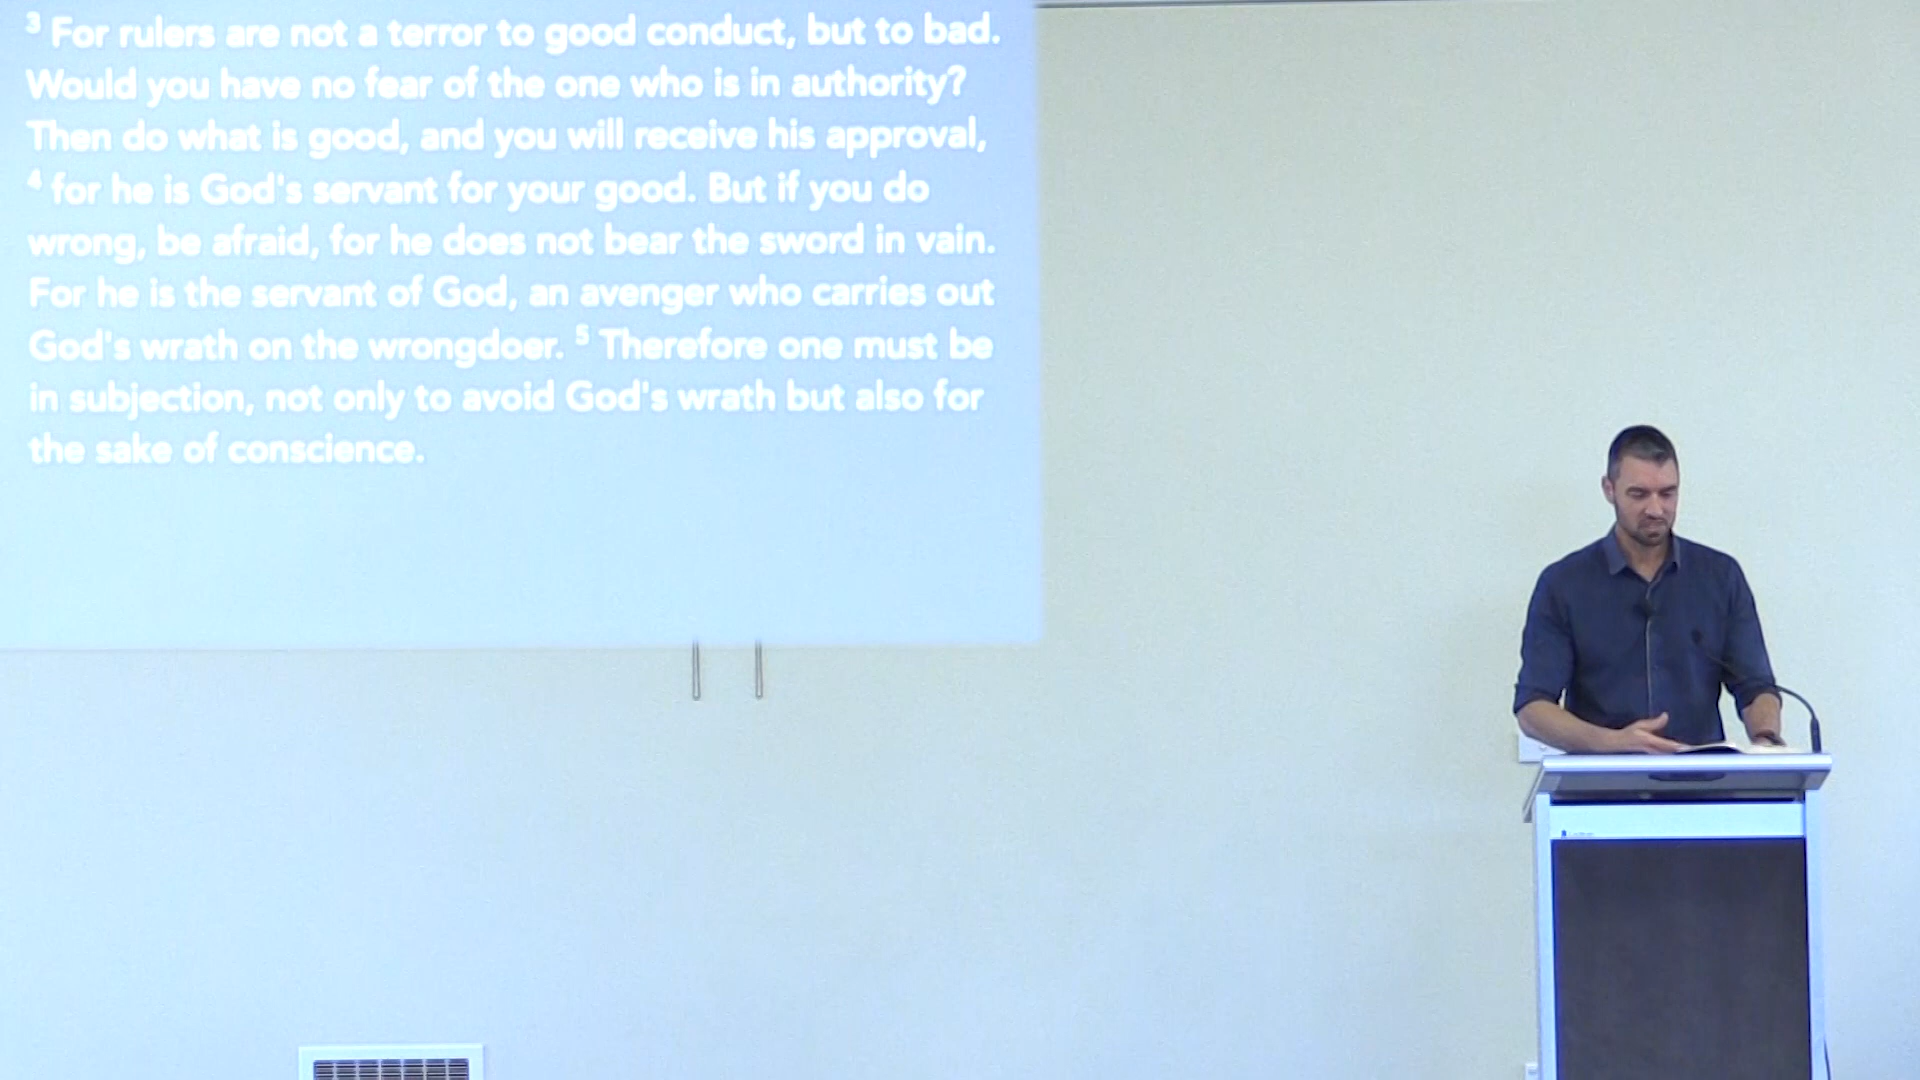 3 For rulers are not a terror to good conduct, but to bad.
Would you have no fear of the one who is in authority?
Then do what is good, and you will receive his approval,
4 for he is God's servant for your good. But if you do
wrong, be afraid, for he does not bear the sword in vain.
For he is the servant of God, an avenger who carries out
God's wrath on the wrongdoer. 5 Therefore one must be
in subjection, not only to avoid God's wrath but also for
the sake of conscience.